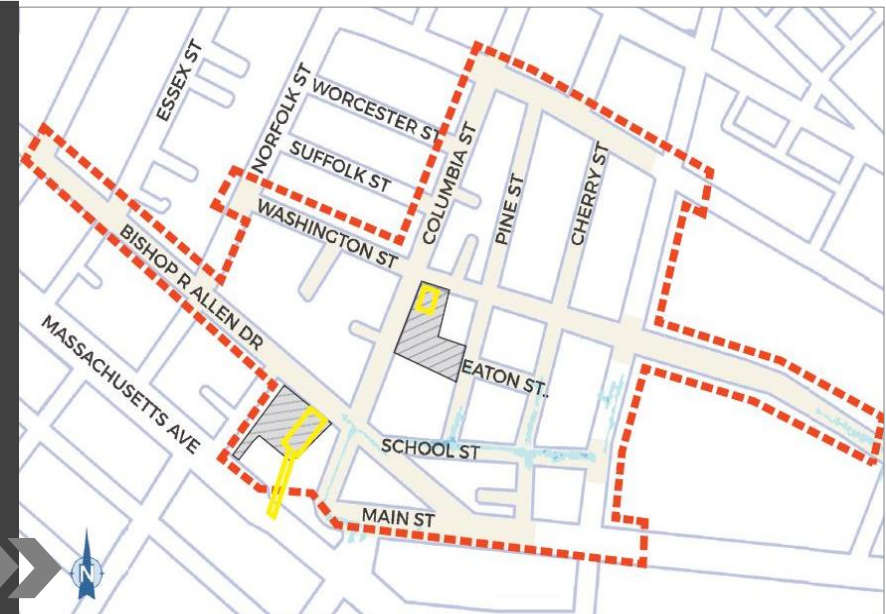 ESSEX ST
NORFOLK ST
WORCESTER ST
SUFFOLK ST
COLUMBIA ST
WASHINGTON ST
PINE ST
CHERRY ST
BISHOP R ALLEN DR
MASSACHUSETTS AVE
EATON ST..
SCHOOL ST
MAIN ST
N